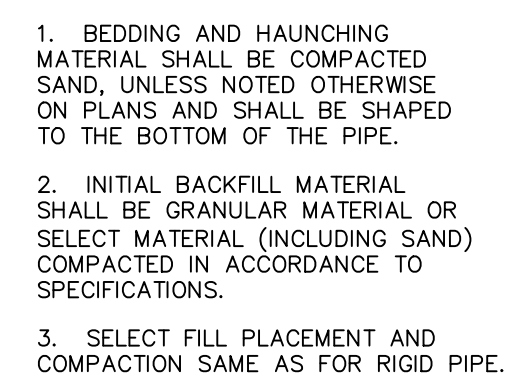 1. BEDDING AND HAUNCHING
MATERIAL SHALL BE COMPACTED
SAND, UNLESS NOTED OTHERWISE
ON PLANS AND SHALL BE SHAPED
TO THE BOTTOM OF THE PIPE.
2. INITIAL BACKFILL MATERIAL
SHALL BE GRANULAR MATERIAL OR
SELECT MATERIAL (INCLUDING SAND)
COMPACTED IN ACCORDANCE TO
SPECIFICATIONS.
3. SELECT FILL PLACEMENT AND
COMPACTION SAME AS FOR RIGID PIPE.